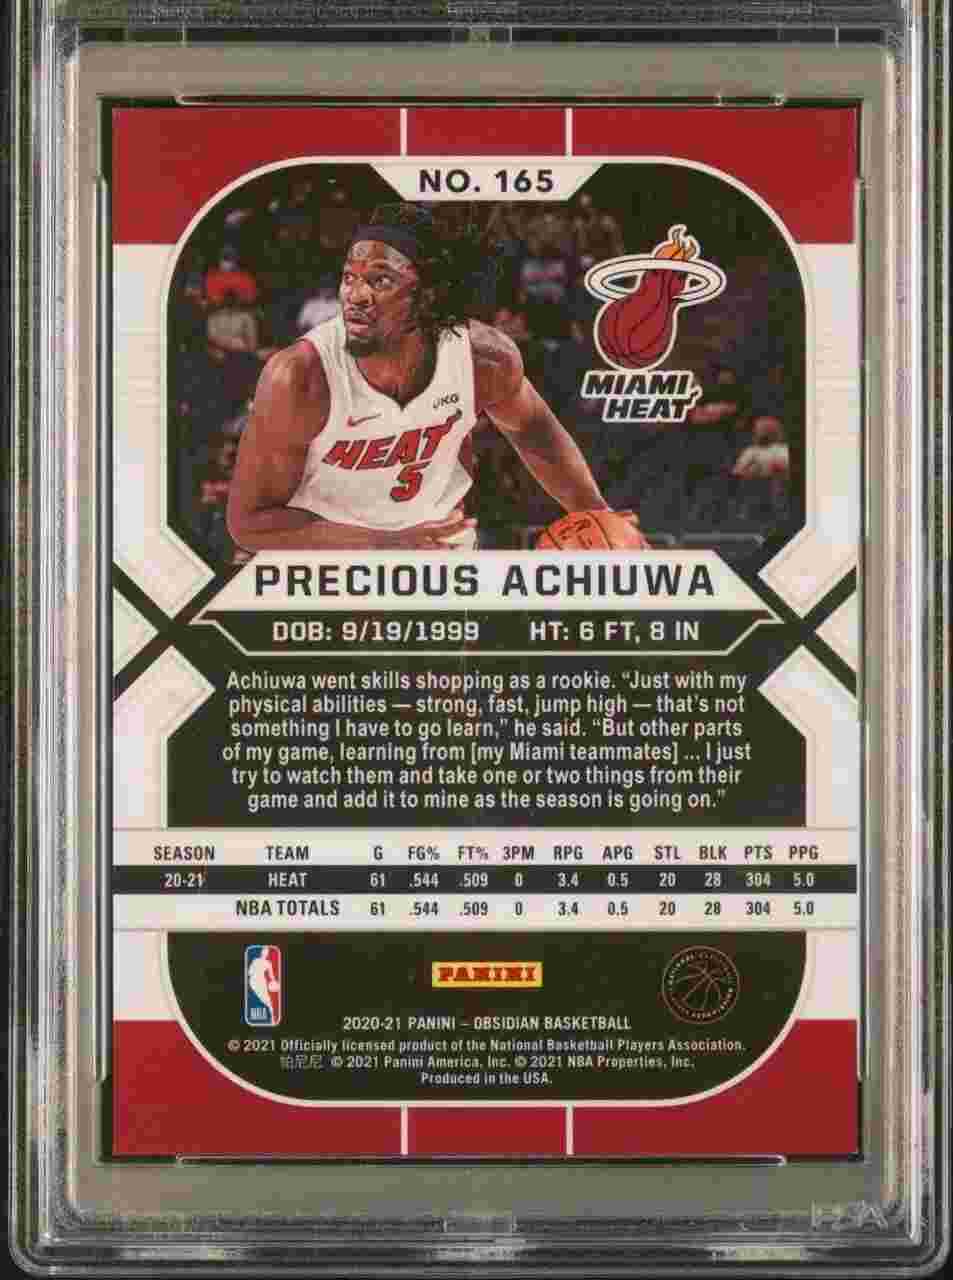 NO. 165
MIAMI
HEAT
UKG
HEAT
5
PRECIOUS ACHIUWA
DOB: 9/19/1999 HT: 6 FT, 8 IN
Achiuwa went skills shopping as a rookie. “Just with my
physical abilities — strong, fast, jump high — that’s not
something I have to go learn,” he said. “But other parts
of my game, learning from [my Miami teammates] ... I just
try to watch them and take one or two things from their
game and add it to mine as the season is going on.”
SEASON TEAM G FG% FT% 3PM RPG APG STL BLK PTS PPG
20-21 HEAT 61 .544 .509 0 3.4 0.5 20 28 304 5.0
NBA TOTALS 61 .544 .509 0 3.4 0.5 20 28 304 5.0
NBA
PANINI
2020-21 PANINI – OBSIDIAN BASKETBALL
© 2021 Officially licensed product of the National Basketball Players Association.
帕尼尼 © 2021 Panini America, Inc. © 2021 NBA Properties, Inc.
Produced in the USA.
PSA